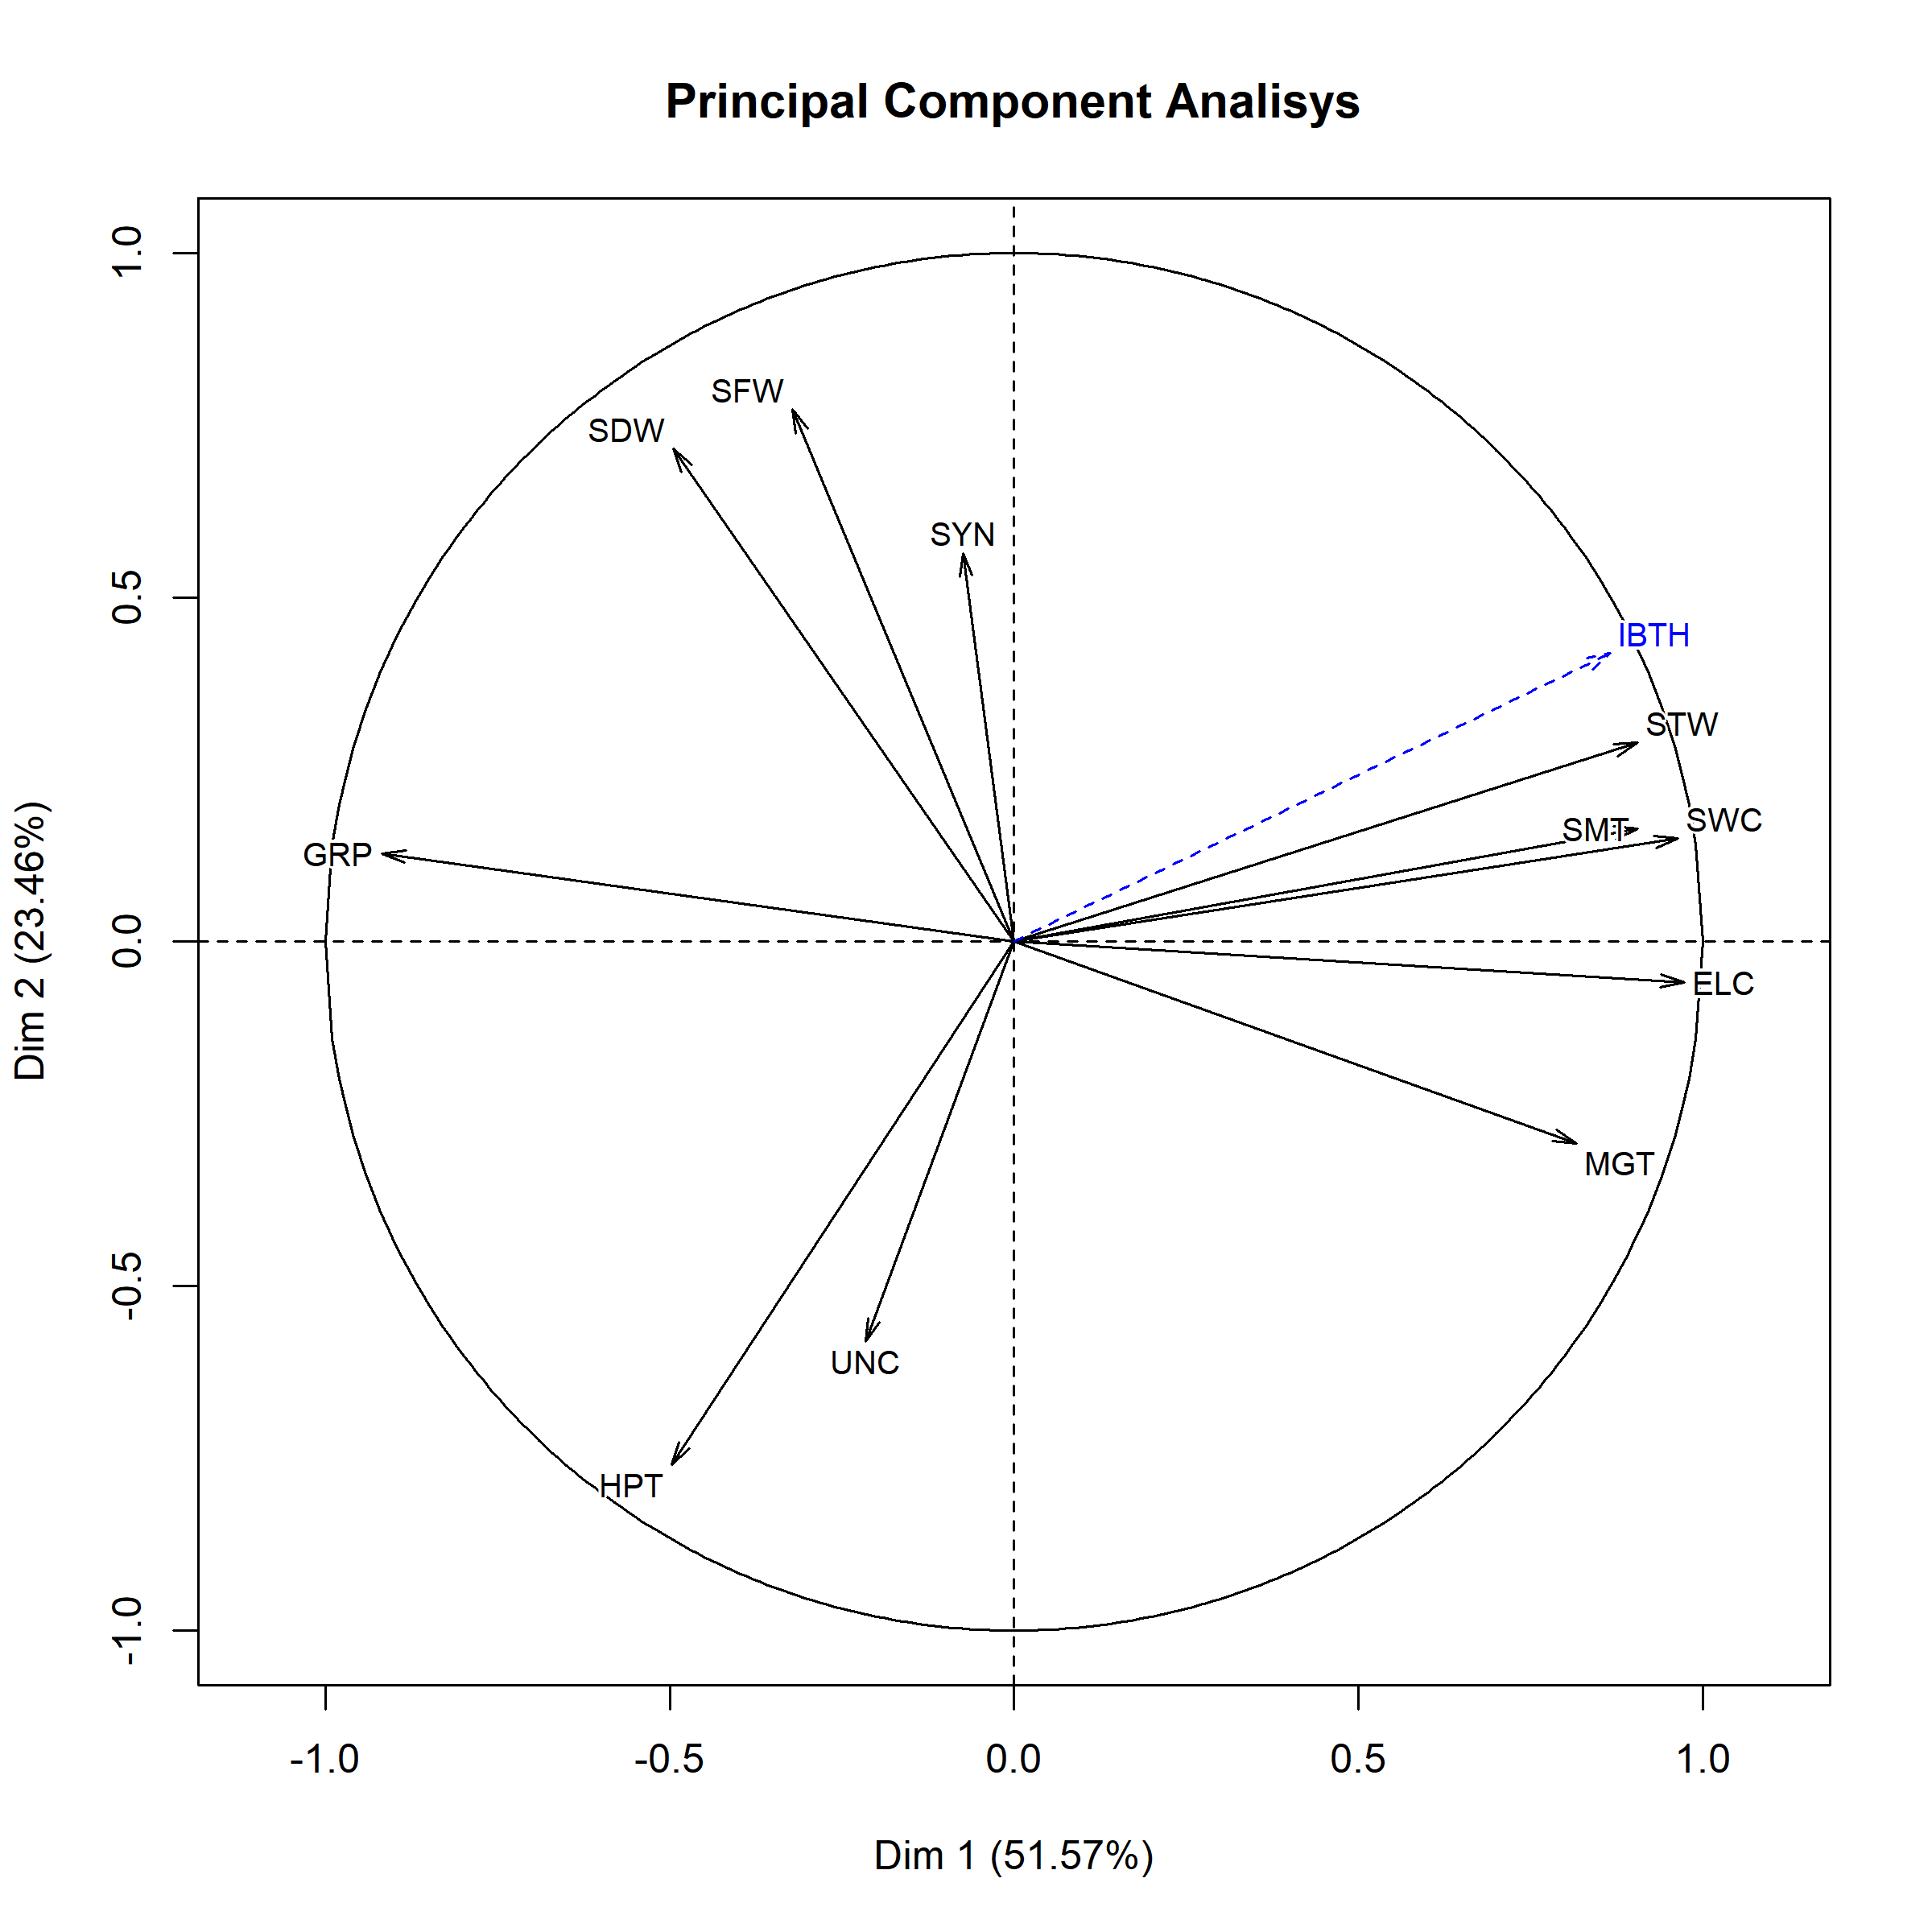 Principal Component Analisys
1.0
0.5
0.0
-0.5
-1.0
Dim 2 (23.46%)
SFW
SDW
SYN
IBTH
STW
SMT
SWC
GRP
ELC
MGT
UNC
HPT
-1.0
-0.5
0.0
0.5
1.0
Dim 1 (51.57%)